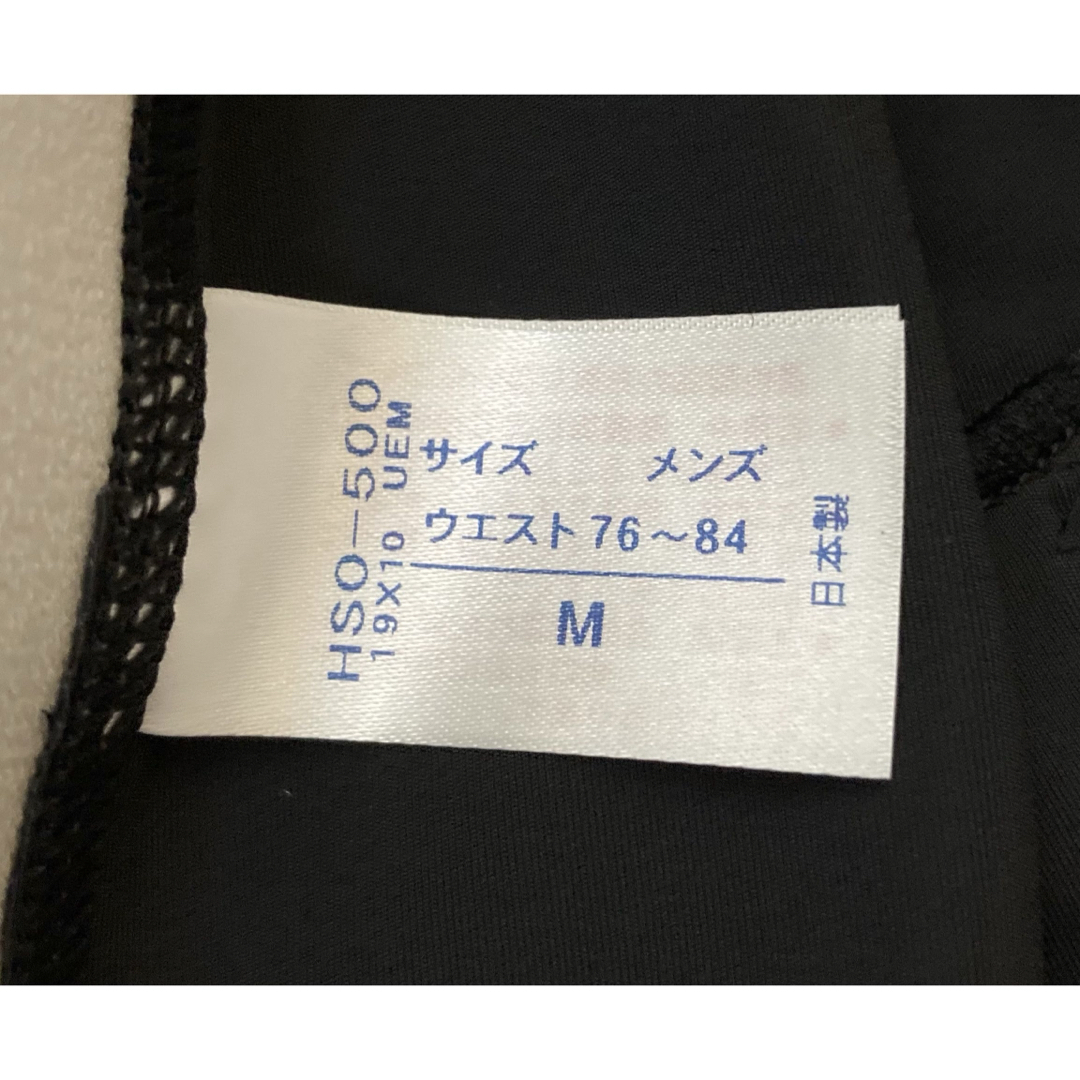 HSO-500
19X10 UEM
サイズ メンズ
ウエスト76～84
M
日本製